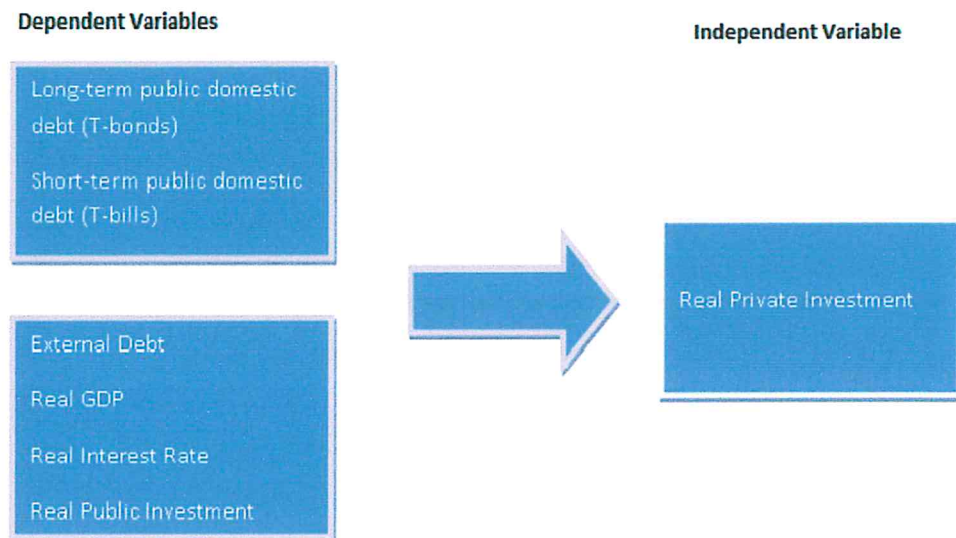 Dependent Variables
Long-term public domestic
debt (T-bonds)
Short-term public domestic
debt (T-bills)
External Debt
Real GDP
Real Interest Rate
Real Public Investment
Independent Variable
Real Private Investment